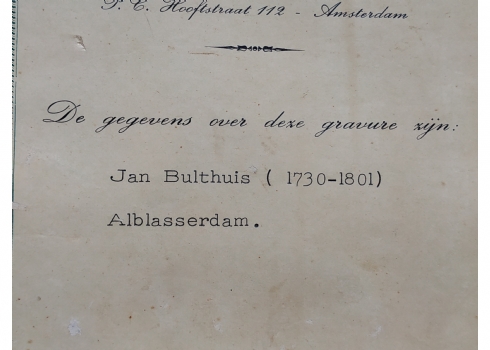 P. C. Hooftstraat 112 - Amsterdam
De gegevens over deze gravure zijn:
Jan Bulthuis ( 1730-1801)
Alblasserdam.